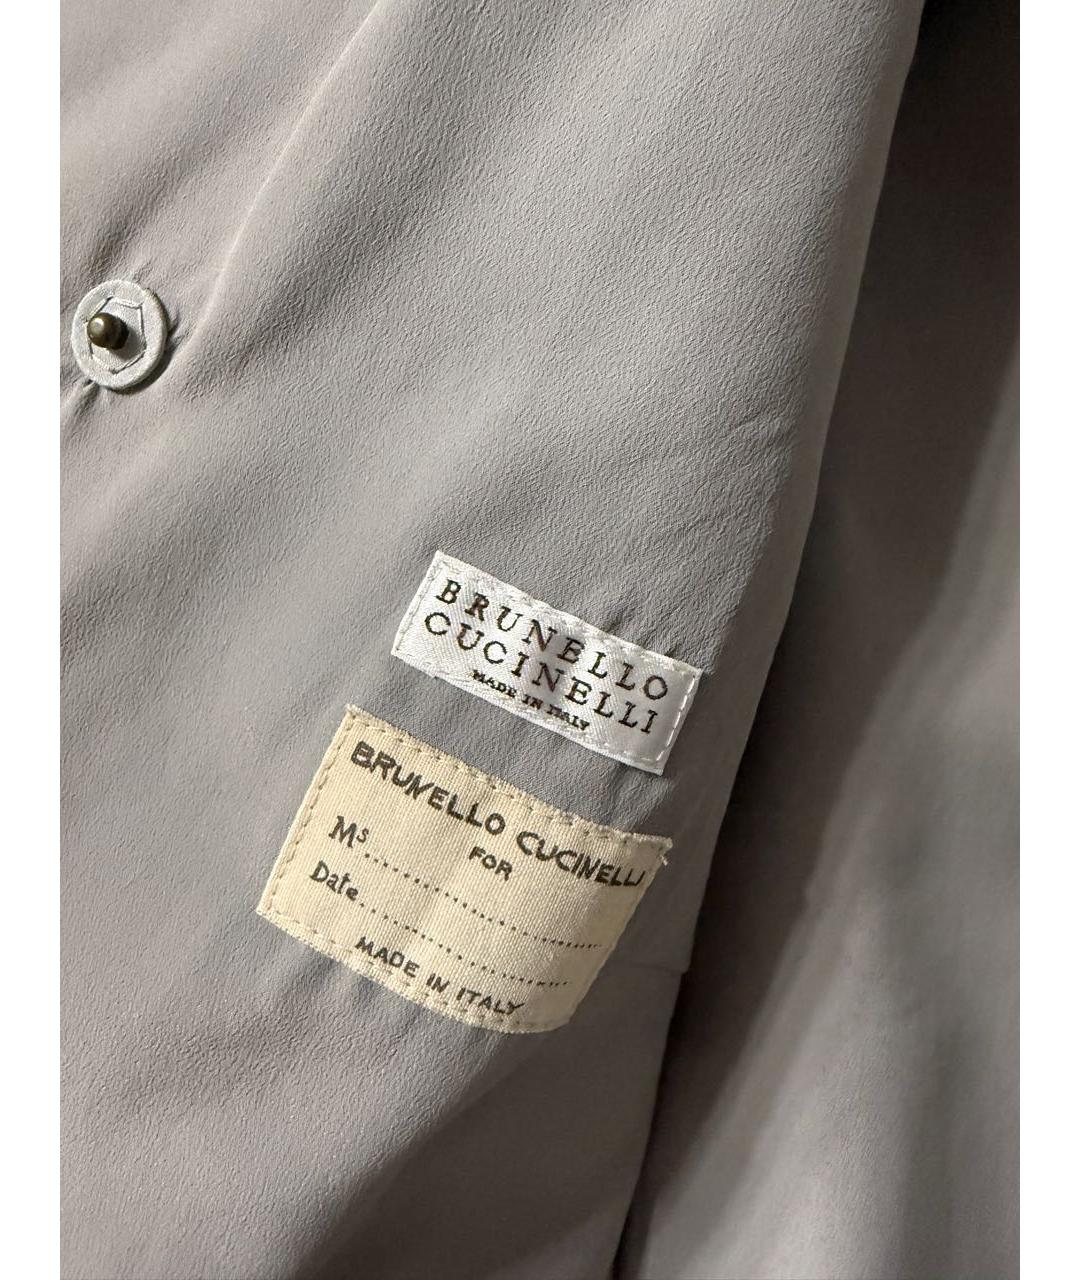 BRUNELLO
CUCINELLI
MADE IN ITALY
BRUNELLO CUCINELLI
FOR
Ms....................................
Date................................
MADE IN ITALY